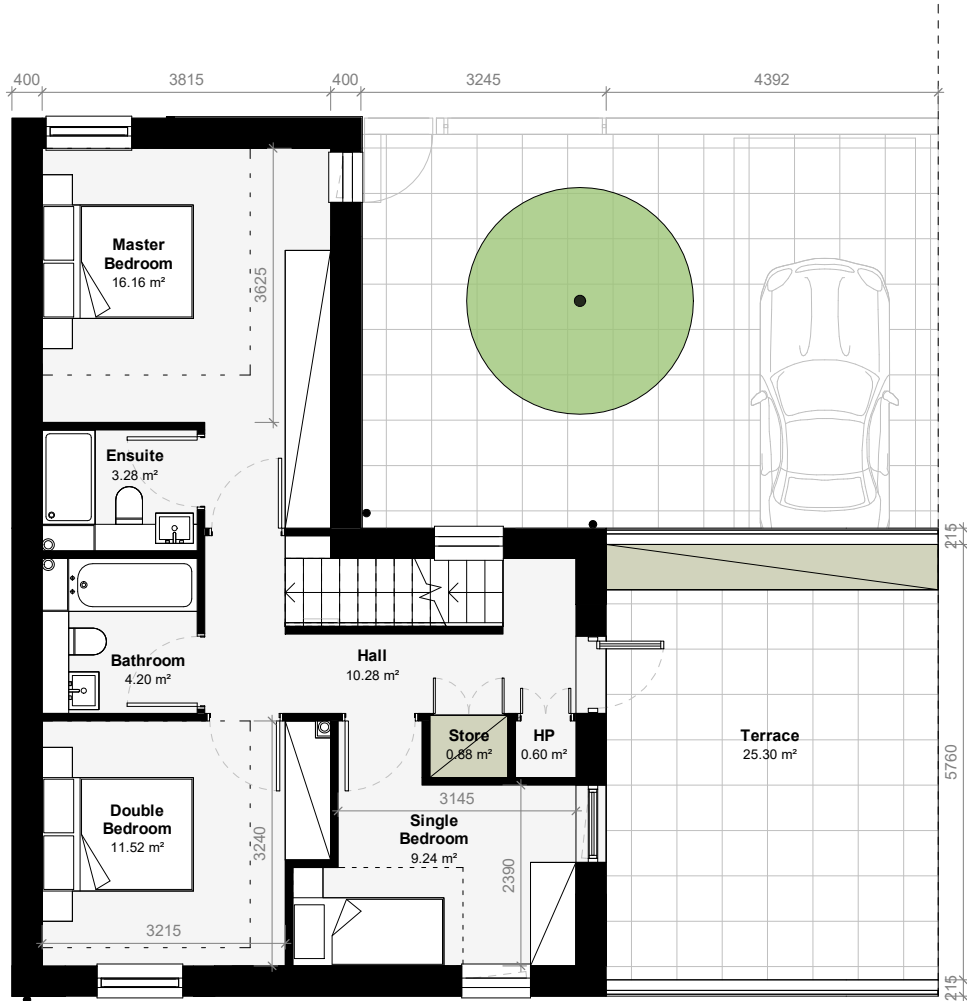 400
3815
400
3245
4392
Master
Bedroom
16.16 m²
3625
Ensuite
3.28 m²
215
Bathroom
4.20 m²
Hall
10.28 m²
Store
0.88 m²
HP
0.60 m²
Terrace
25.30 m²
5760
Double
Bedroom
11.52 m²
3240
3145
Single
Bedroom
9.24 m²
2390
3215
215